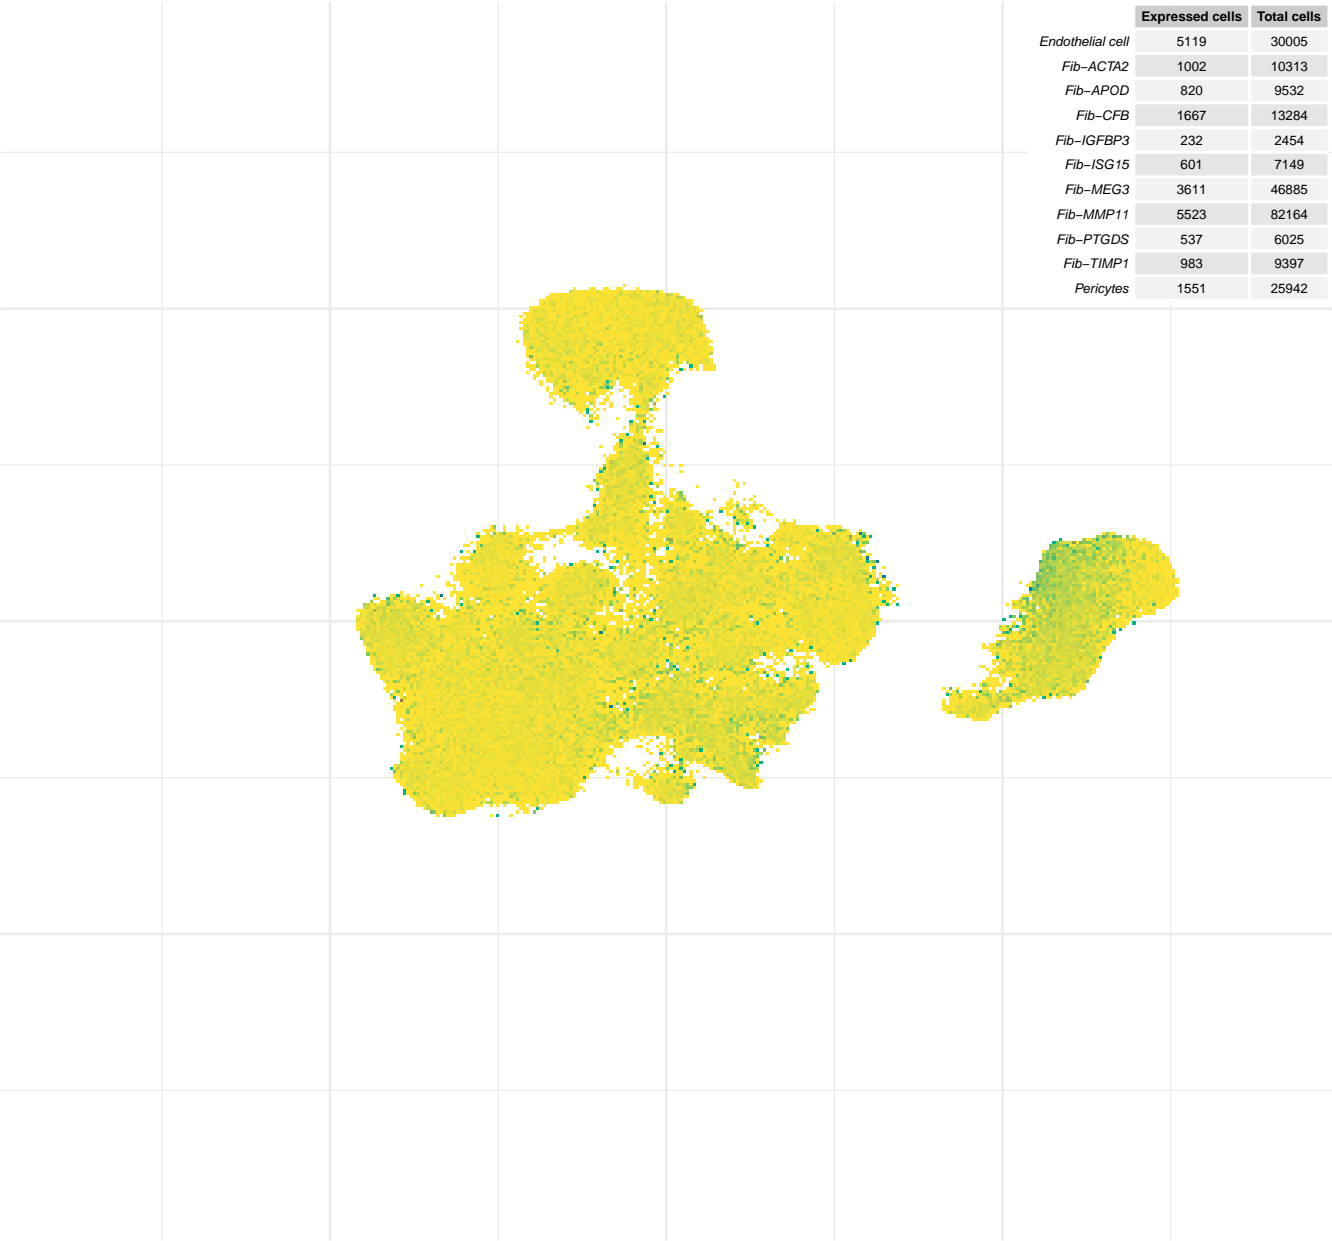 Expressed cells Total cells
Endothelial cell 5119 30005
Fib−ACTA2 1002 10313
Fib−APOD 820 9532
Fib−CFB 1667 13284
Fib−IGFBP3 232 2454
Fib−ISG15 601 7149
Fib−MEG3 3611 46885
Fib−MMP11 5523 82164
Fib−PTGDS 537 6025
Fib−TIMP1 983 9397
Pericytes 1551 25942